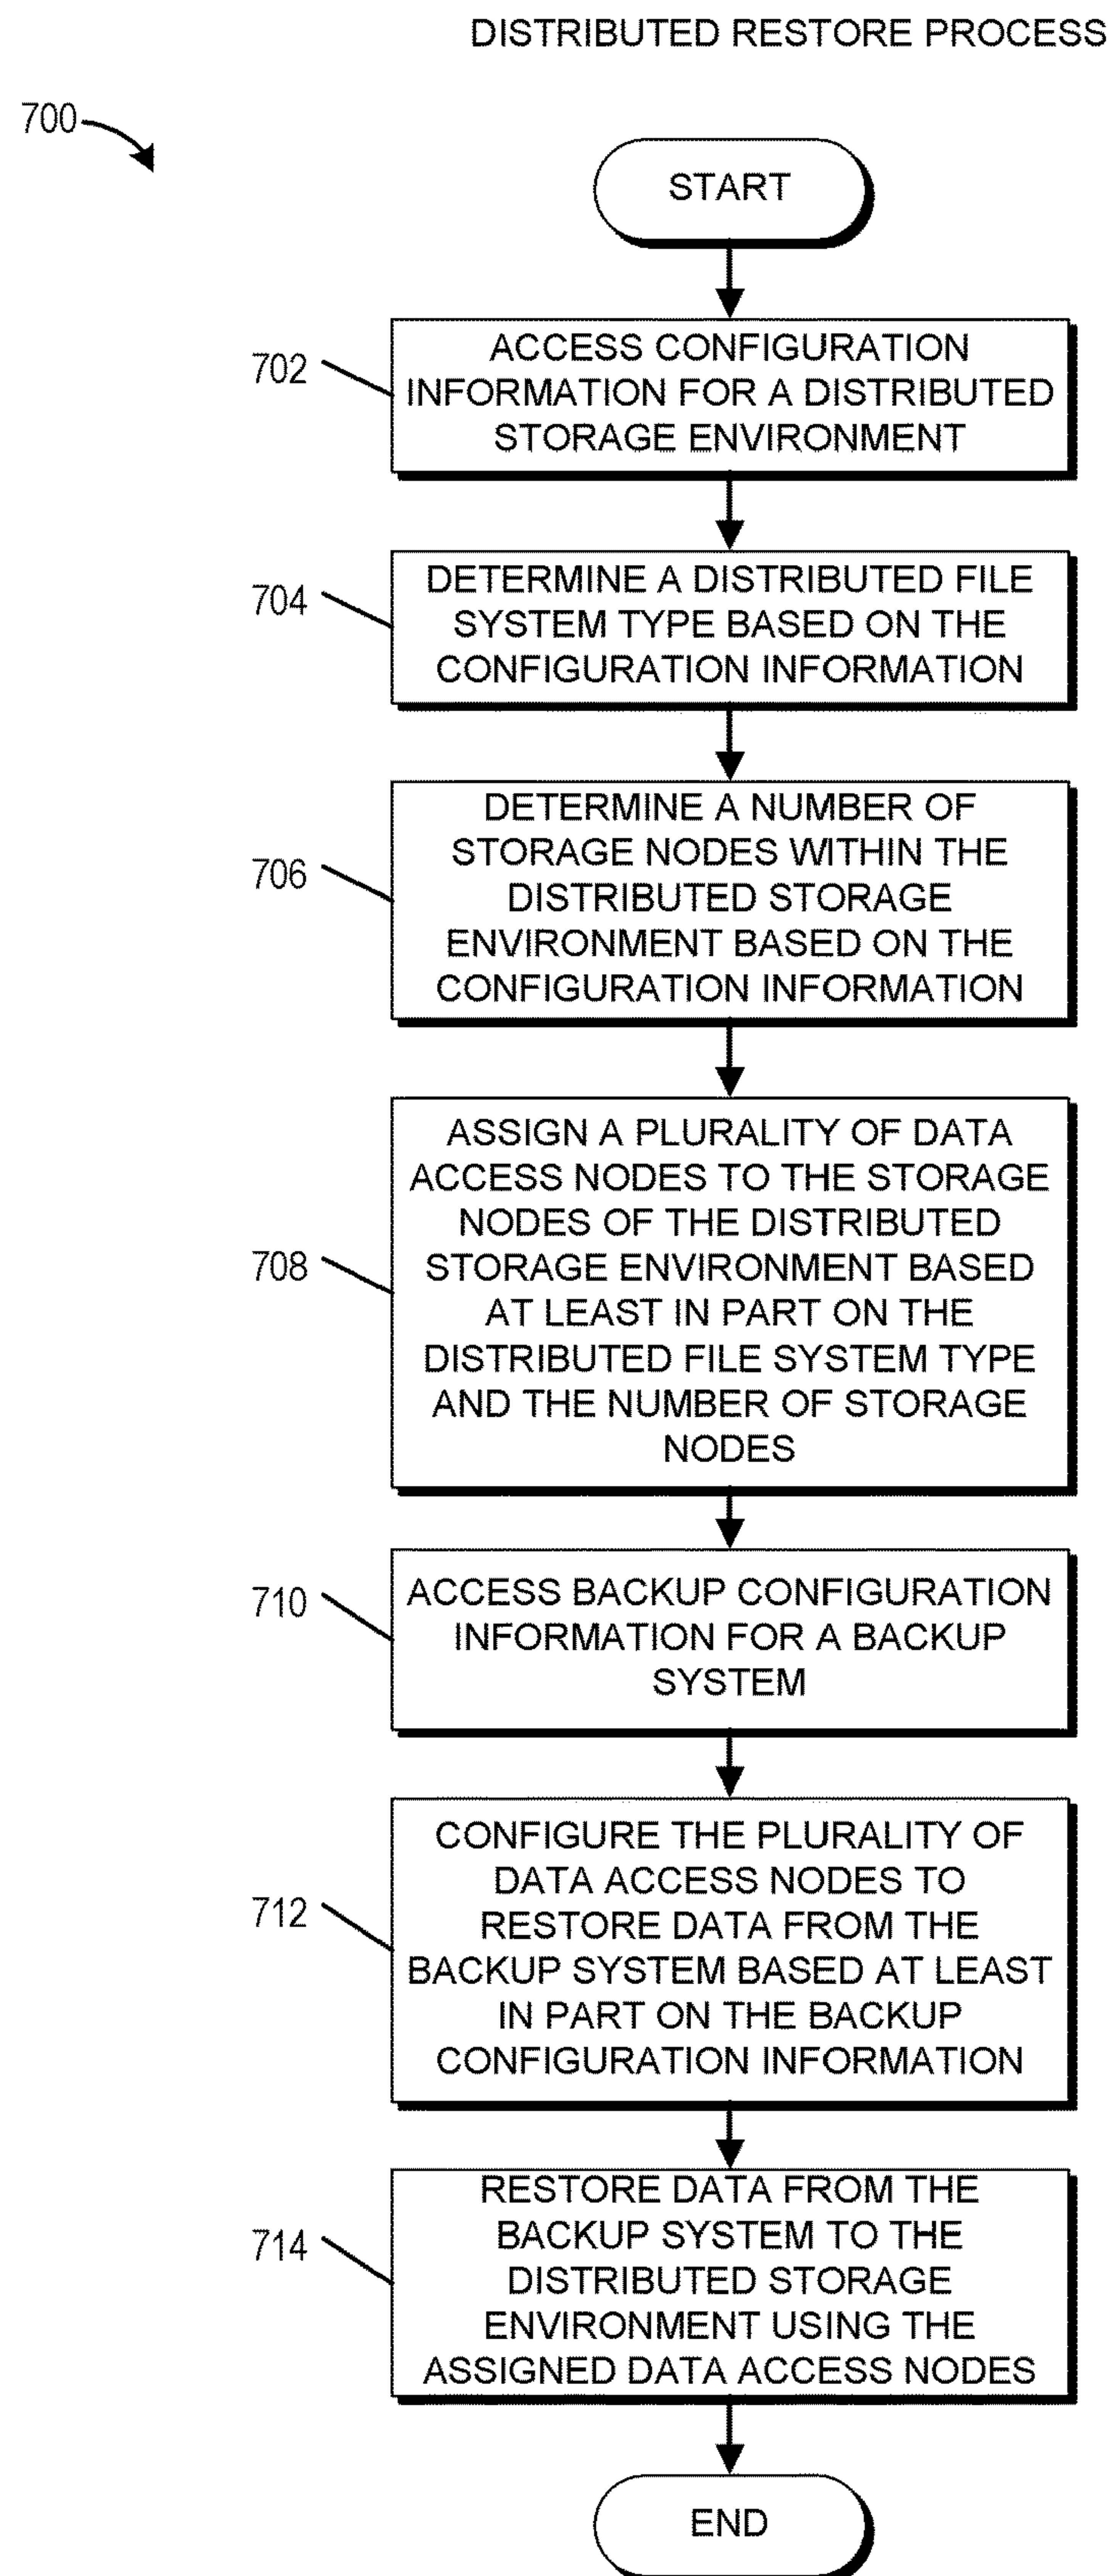 DISTRIBUTED RESTORE PROCESS
700
START
702
ACCESS CONFIGURATION
INFORMATION FOR A DISTRIBUTED
STORAGE ENVIRONMENT
704
DETERMINE A DISTRIBUTED FILE
SYSTEM TYPE BASED ON THE
CONFIGURATION INFORMATION
706
DETERMINE A NUMBER OF
STORAGE NODES WITHIN THE
DISTRIBUTED STORAGE
ENVIRONMENT BASED ON THE
CONFIGURATION INFORMATION
708
ASSIGN A PLURALITY OF DATA
ACCESS NODES TO THE STORAGE
NODES OF THE DISTRIBUTED
STORAGE ENVIRONMENT BASED
AT LEAST IN PART ON THE
DISTRIBUTED FILE SYSTEM TYPE
AND THE NUMBER OF STORAGE
NODES
710
ACCESS BACKUP CONFIGURATION
INFORMATION FOR A BACKUP
SYSTEM
712
CONFIGURE THE PLURALITY OF
DATA ACCESS NODES TO
RESTORE DATA FROM THE
BACKUP SYSTEM BASED AT LEAST
IN PART ON THE BACKUP
CONFIGURATION INFORMATION
714
RESTORE DATA FROM THE
BACKUP SYSTEM TO THE
DISTRIBUTED STORAGE
ENVIRONMENT USING THE
ASSIGNED DATA ACCESS NODES
END